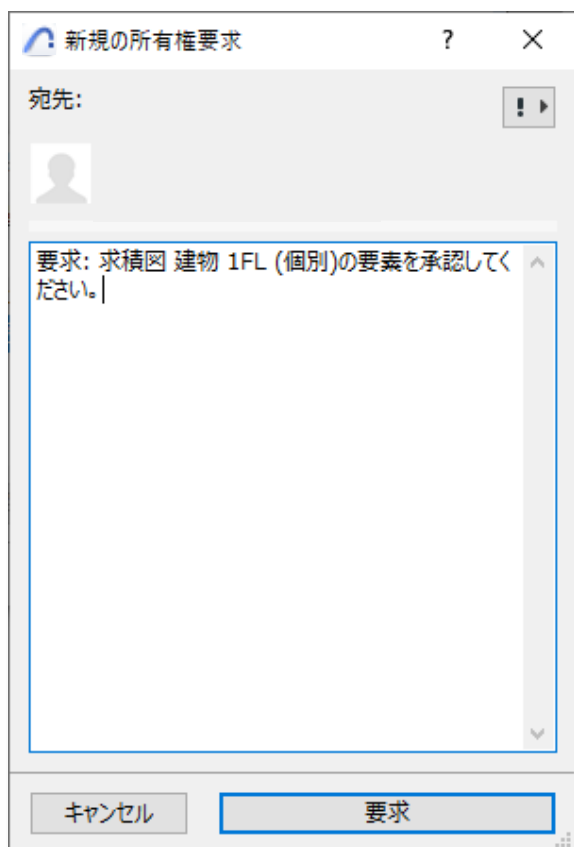 新規の所有権要求
?
×
宛先:
!
要求: 求積図 建物 1FL (個別)の要素を承認してく
ださい。
キャンセル
要求